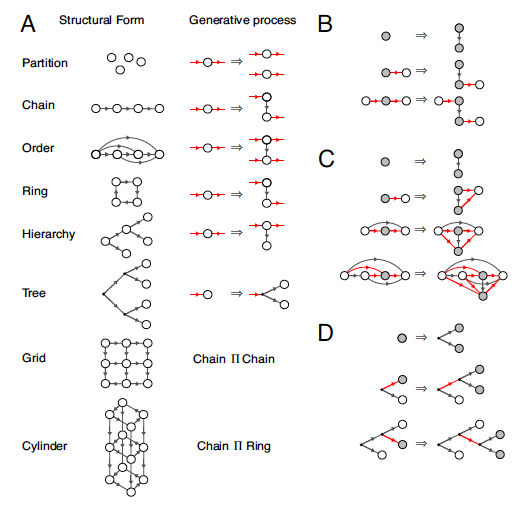 A
Structural Form
Generative process
Partition
⇒
Chain
⇒
Order
⇒
Ring
⇒
Hierarchy
⇒
Tree
⇒
Grid
Chain Π Chain
Cylinder
Chain Π Ring
B
⇒
⇒
⇒
C
⇒
⇒
⇒
⇒
D
⇒
⇒
⇒